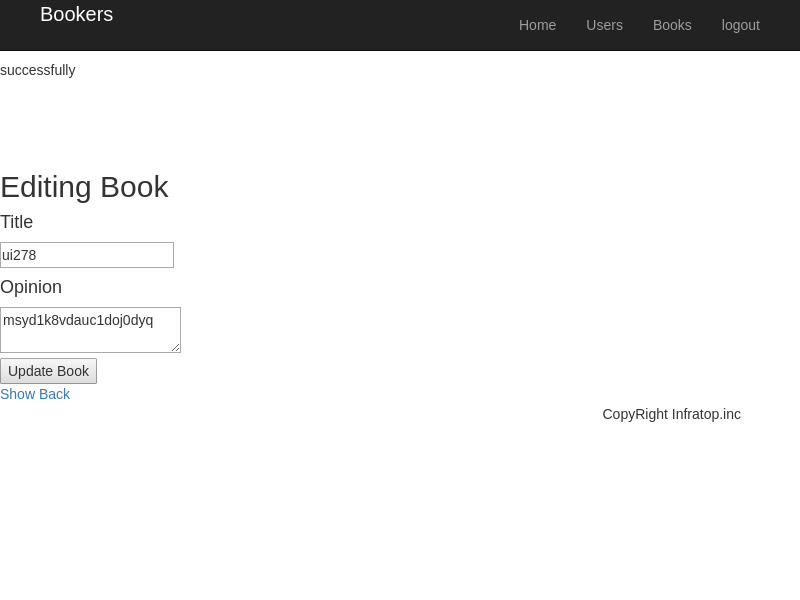 Bookers
Home Users Books logout
successfully
Editing Book
Title
ui278
Opinion
msyd1k8vdauc1doj0dyq
Update Book
Show Back
CopyRight Infratop.inc